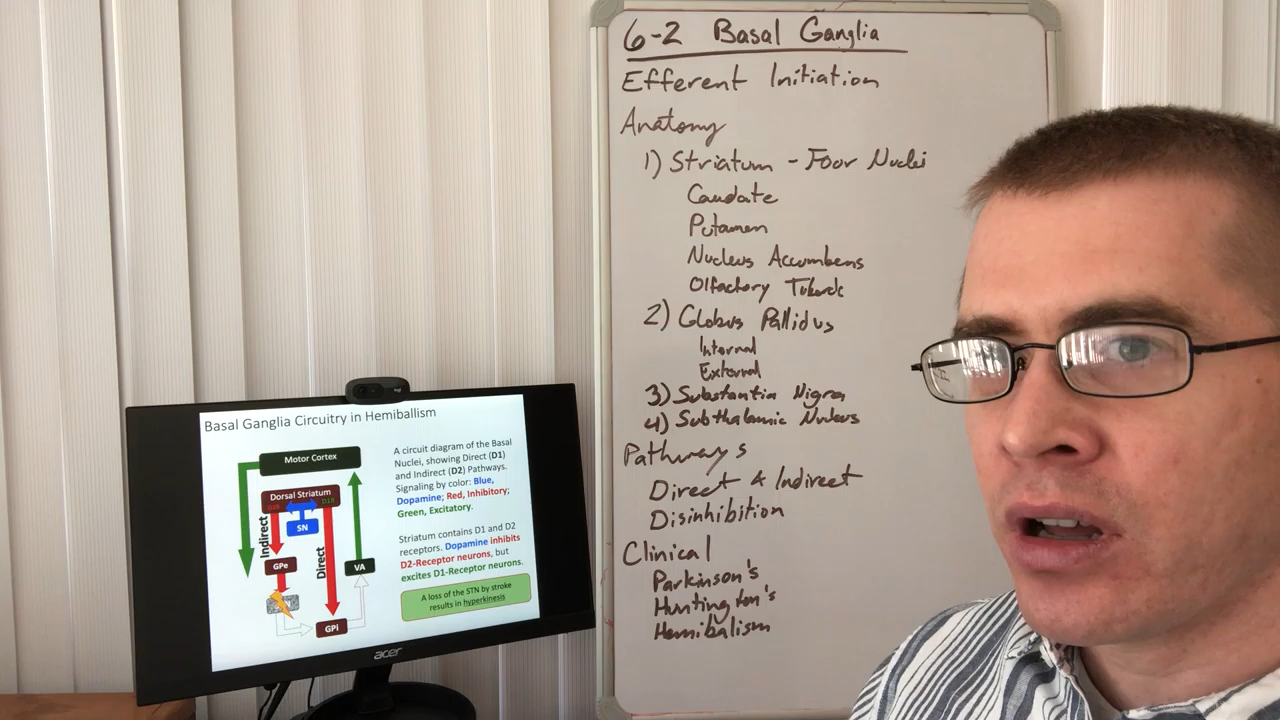 6-2 Basal Ganglia
Efferent Initiation
Anatomy
1) Striatum - Four Nuclei
Caudate
Putamen
Nucleus Accumbens
Olfactory Tubercle
2) Globus Pallidus
Internal
External
3) Substantia Nigra
4) Subthalamic Nucleus
Pathways
Direct & Indirect
Disinhibition
Clinical
Parkinson's
Huntington's
Hemibalism
Basal Ganglia Circuitry in Hemiballism
Motor Cortex
Dorsal Striatum
D2R
D1R
SN
Indirect
Direct
GPe
VA
GPi
A circuit diagram of the Basal
Nuclei, showing Direct (D1)
and Indirect (D2) Pathways.
Signaling by color: Blue,
Dopamine; Red, Inhibitory;
Green, Excitatory.
Striatum contains D1 and D2
receptors. Dopamine inhibits
D2-Receptor neurons, but
excites D1-Receptor neurons.
A loss of the STN by stroke
results in hyperkinesis
acer